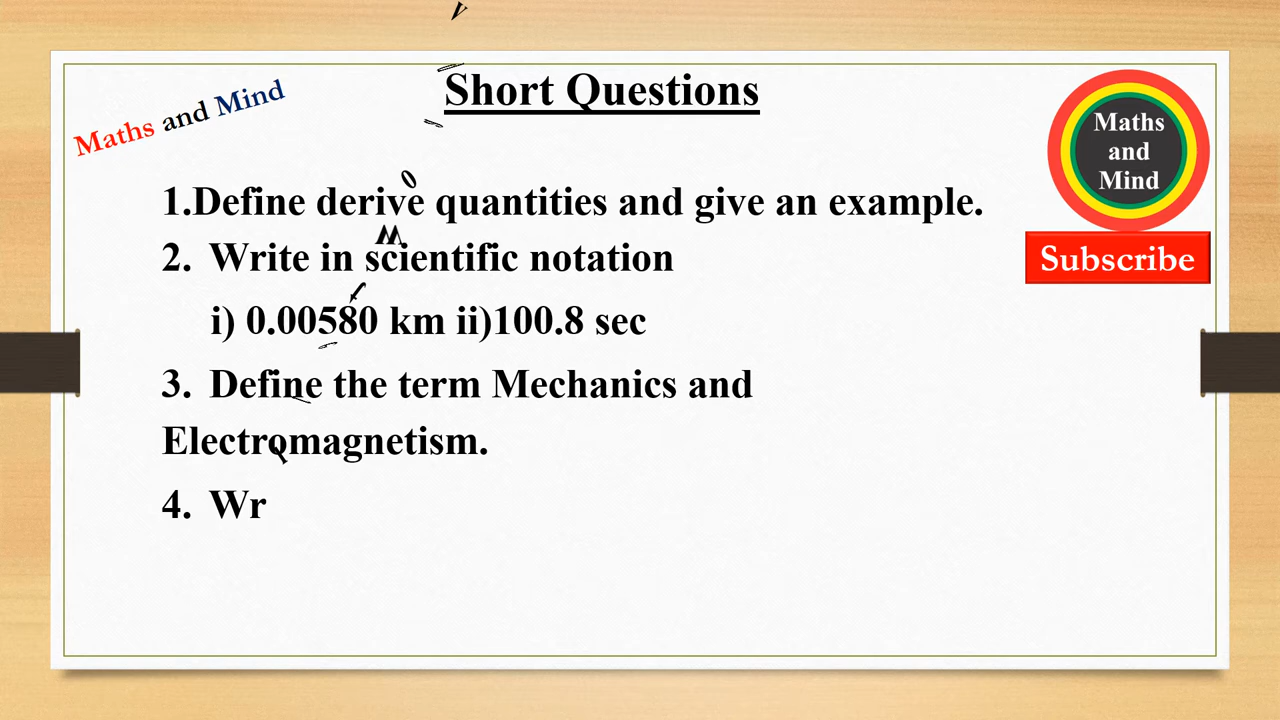 Short Questions
Maths and Mind
Maths
and
Mind
Subscribe
1.Define derive quantities and give an example.
2. Write in scientific notation
i) 0.00580 km ii)100.8 sec
3. Define the term Mechanics and
Electromagnetism.
4. Wr